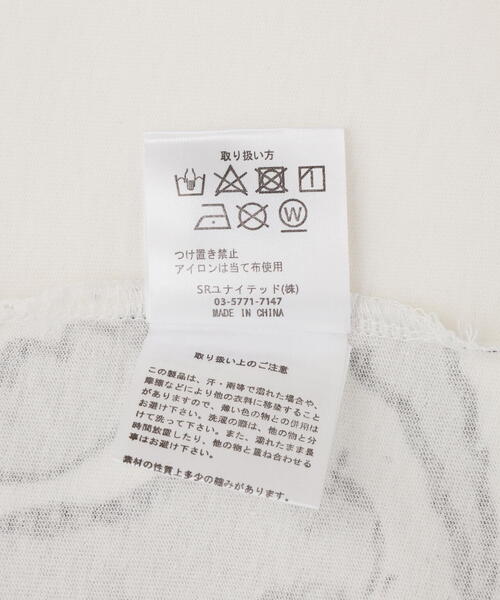 取り扱い方
W
つけ置き禁止
アイロンは当て布使用
SRユナイテッド(株)
03-5771-7147
MADE IN CHINA
取り扱い上のご注意
この製品は、汗・雨等で濡れた場合や、
摩擦などにより他の衣料に移染すること
がありますので、薄い色の物との併用は
お避け下さい。洗濯の際は、他の物と分
けて洗って下さい。また、濡れたまま長
時間放置したり、他の物と重ね合わせる
事はお避け下さい。
素材の性質上多少の縮みがあります。